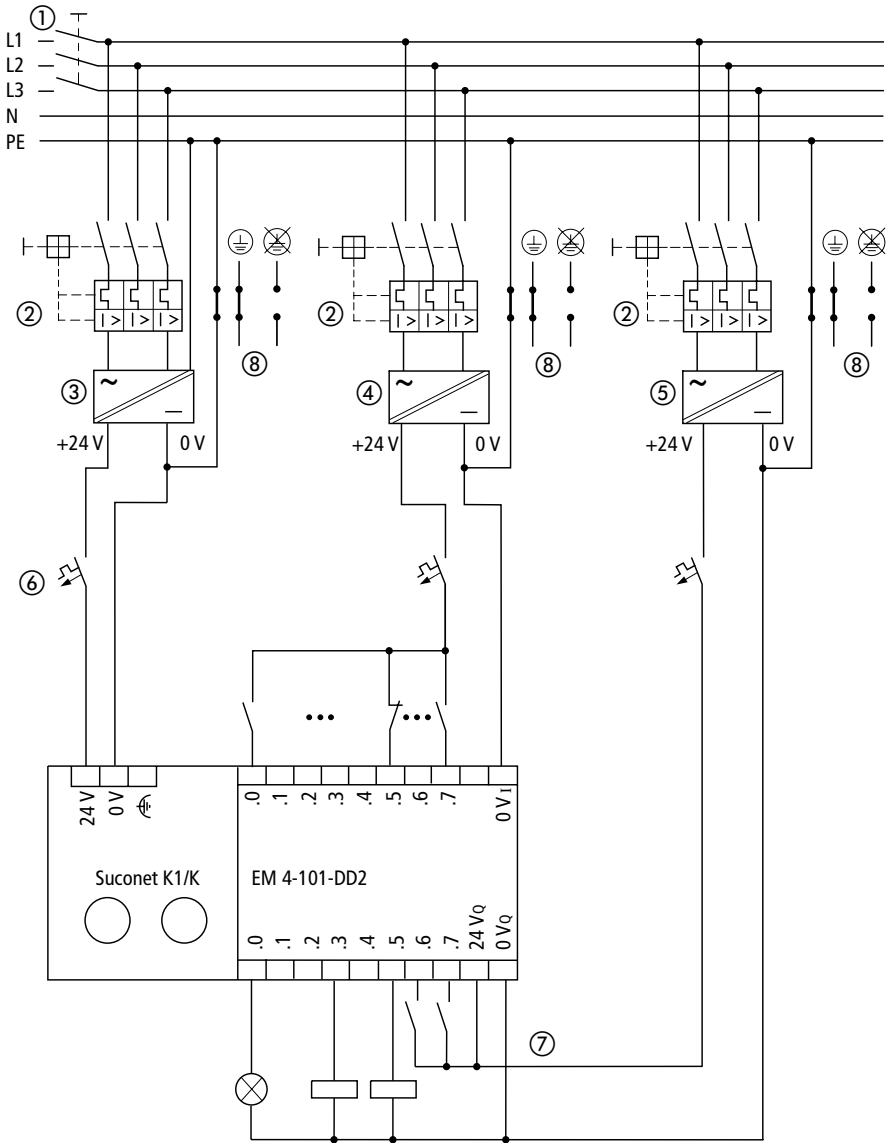 ①
L1
L2
L3
N
PE
② I > I > I >
② I > I > I >
② I > I > I >
⑧ ⑧ ⑧
③ ~ —
④ ~ —
⑤ ~ —
+24 V 0 V
+24 V 0 V
+24 V 0 V
⑥
24 V
0 V
.0
.1
.2
.3
.4
.5
.6
.7
0 VI
Suconet K1/K
EM 4-101-DD2
.0
.1
.2
.3
.4
.5
.6
.7
24 VQ
0 VQ
⑦